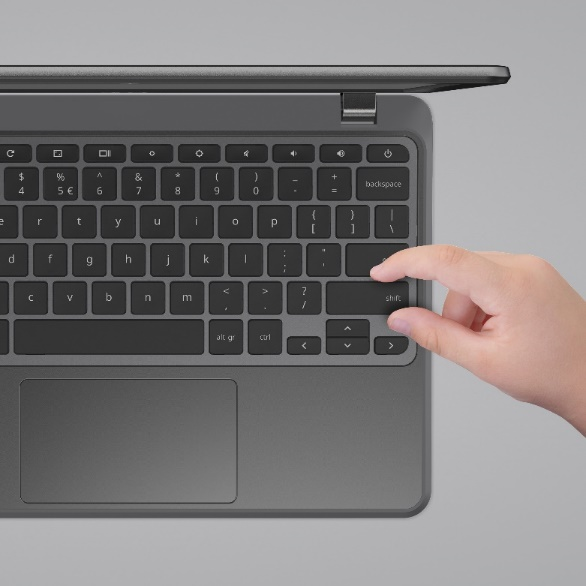 $ % ^ & * ( ) _ +
4 5 € 6 7 8 9 0 - = backspace
e r t y u i o p { } |
[ ] \
d f g h j k l : "
; '
c v b n m < > ? shift
, . /
alt gr ctrl